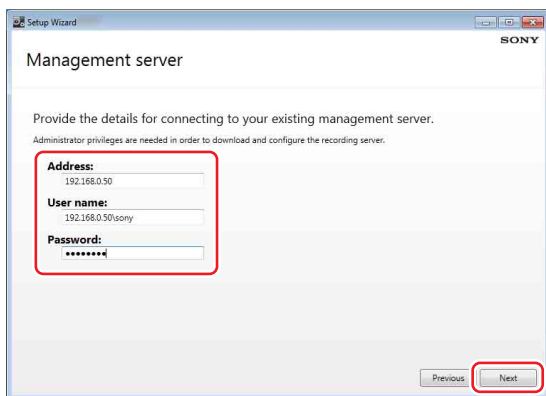 Setup Wizard
SONY
Management server
Provide the details for connecting to your existing management server.
Administrator privileges are needed in order to download and configure the recording server.
Address:
192.168.0.50
User name:
192.168.0.50\sony
Password:
••••••••
Previous
Next